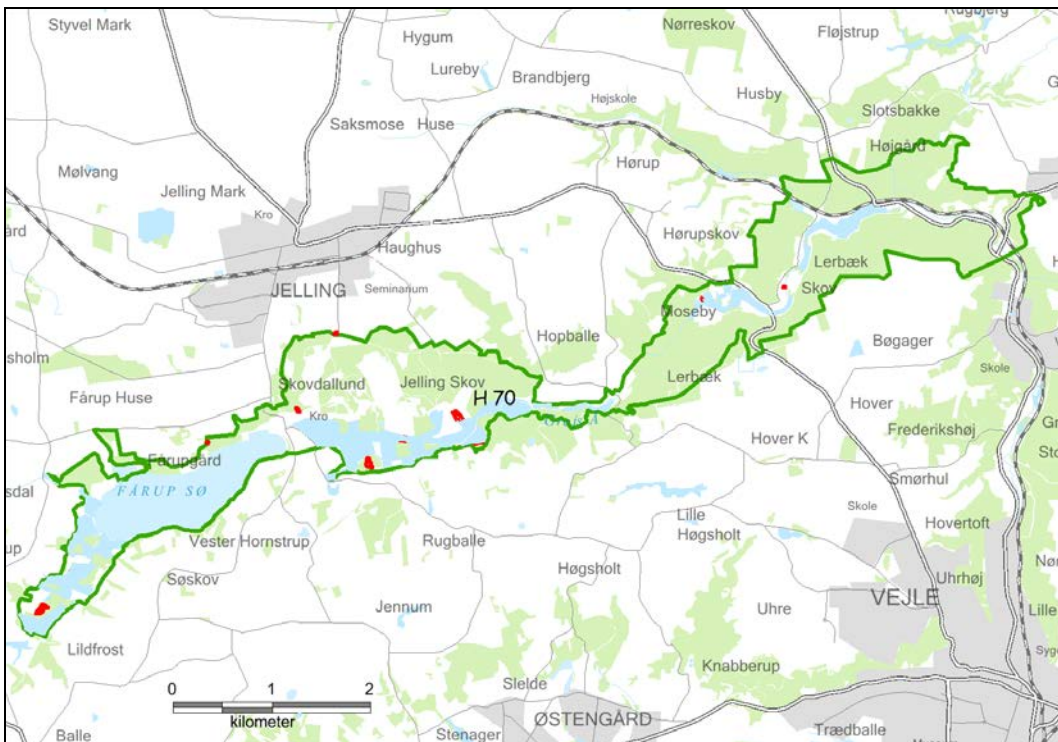 Styvel Mark
Hygum
Nørreskov
Fløjstrup
Lureby
Brandbjerg
Husby
Højskole
Slotsbakke
Saksmose
Huse
Højgård
Hørup
Mølvang
Jelling Mark
Kro
Haughus
Hørupskov
Lerbæk
Skov
JELLING
Seminarium
Moseby
Hopballe
Bøgager
Skole
Skovdallund
Jelling Skov
Lerbæk
Fårup Huse
H 70
Kro
Hover
Frederikshøj
Hover K
Fårupgård
Smørhul
FÅRUP SØ
Skole
Lille
Høgsholt
Hovertoft
Vester Hornstrup
Rugballe
Søskov
Høgsholt
Uhrhøj
Jennum
Uhre
VEJLE
Lille
Lildfrost
Knabberup
0 1 2
kilometer
Slelde
ØSTENGÅRD
Balle
Stenager
Trædballe